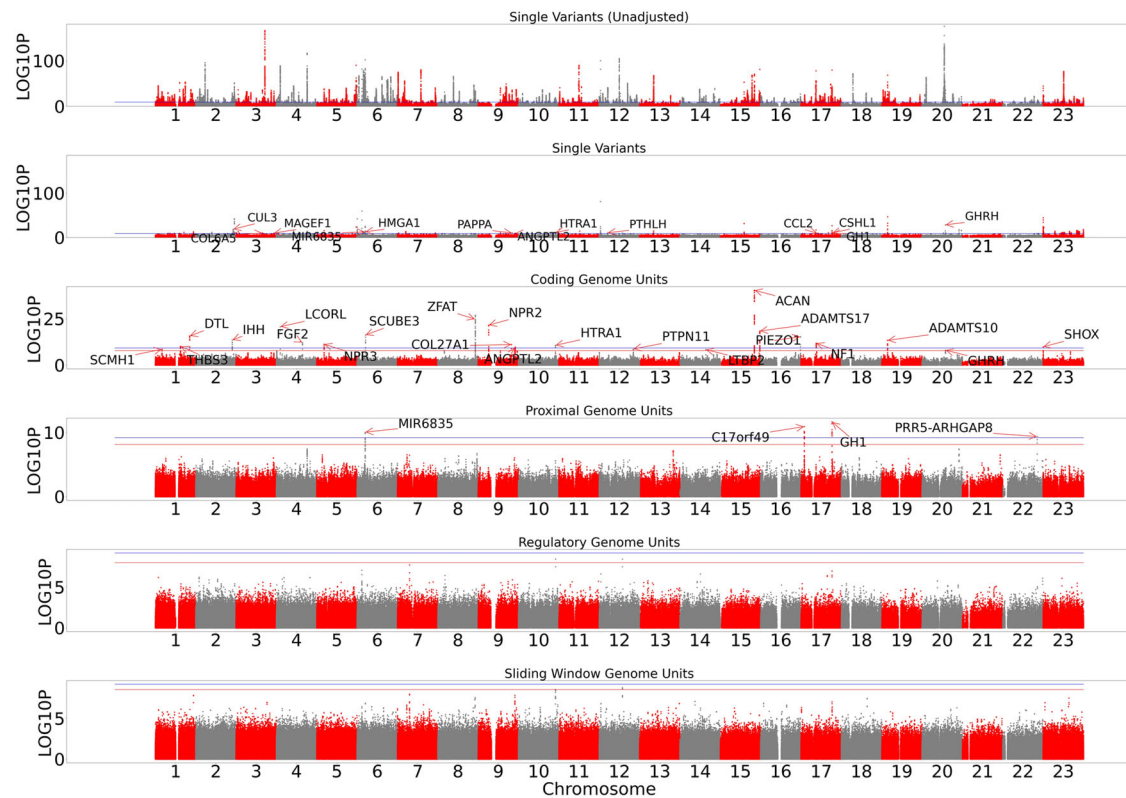 Single Variants (Unadjusted)
LOG10P
100
0
1 2 3 4 5 6 7 8 9 10 11 12 13 14 15 16 17 18 19 20 21 22 23
Single Variants
LOG10P
100
0
CUL3 MAGEF1 HMGA1 PAPPA HTRA1 PTHLH CCL2 CSHL1 GHRH
COL6A5 MIR6835 ANGPTL2 GH1
1 2 3 4 5 6 7 8 9 10 11 12 13 14 15 16 17 18 19 20 21 22 23
Coding Genome Units
LOG10P
25
0
ACAN
DTL LCORL ZFAT NPR2 ADAMTS17
IHH FGF2 SCUBE3 COL27A1 HTRA1 PTPN11 PIEZO1 ADAMTS10 SHOX
SCMH1 THBS3 NPR3 ANGPTL2 LTBP2 NF1 GHRH
1 2 3 4 5 6 7 8 9 10 11 12 13 14 15 16 17 18 19 20 21 22 23
Proximal Genome Units
LOG10P
10
0
MIR6835 C17orf49 GH1 PRR5-ARHGAP8
1 2 3 4 5 6 7 8 9 10 11 12 13 14 15 16 17 18 19 20 21 22 23
Regulatory Genome Units
LOG10P
5
0
1 2 3 4 5 6 7 8 9 10 11 12 13 14 15 16 17 18 19 20 21 22 23
Sliding Window Genome Units
LOG10P
5
0
1 2 3 4 5 6 7 8 9 10 11 12 13 14 15 16 17 18 19 20 21 22 23
Chromosome